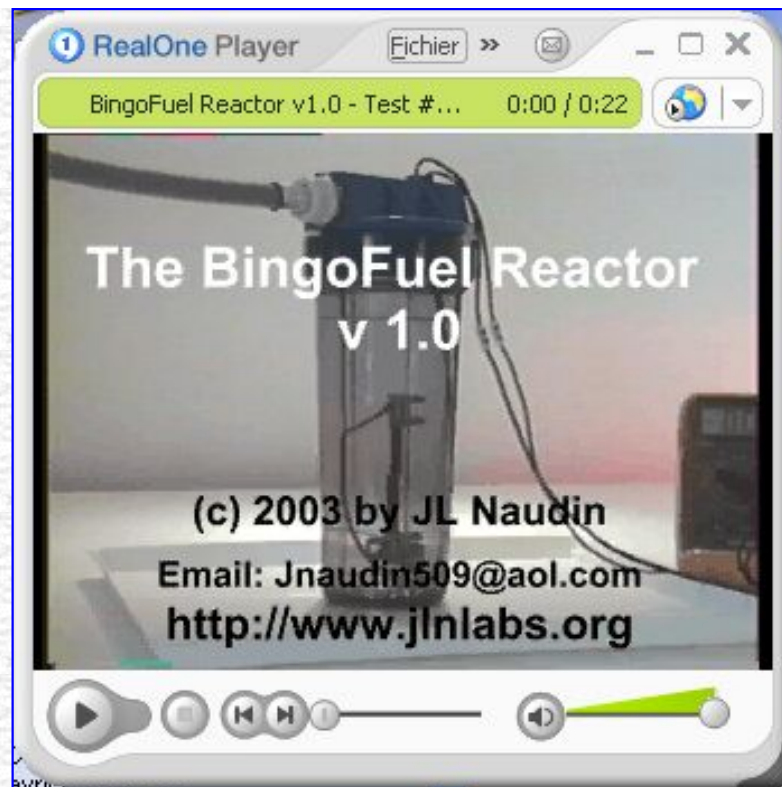 1 RealOne Player Fichier »
BingoFuel Reactor v1.0 - Test #... 0:00 / 0:22
The BingoFuel Reactor
v 1.0
(c) 2003 by JL Naudin
Email: Jnaudin509@aol.com
http://www.jlnlabs.org